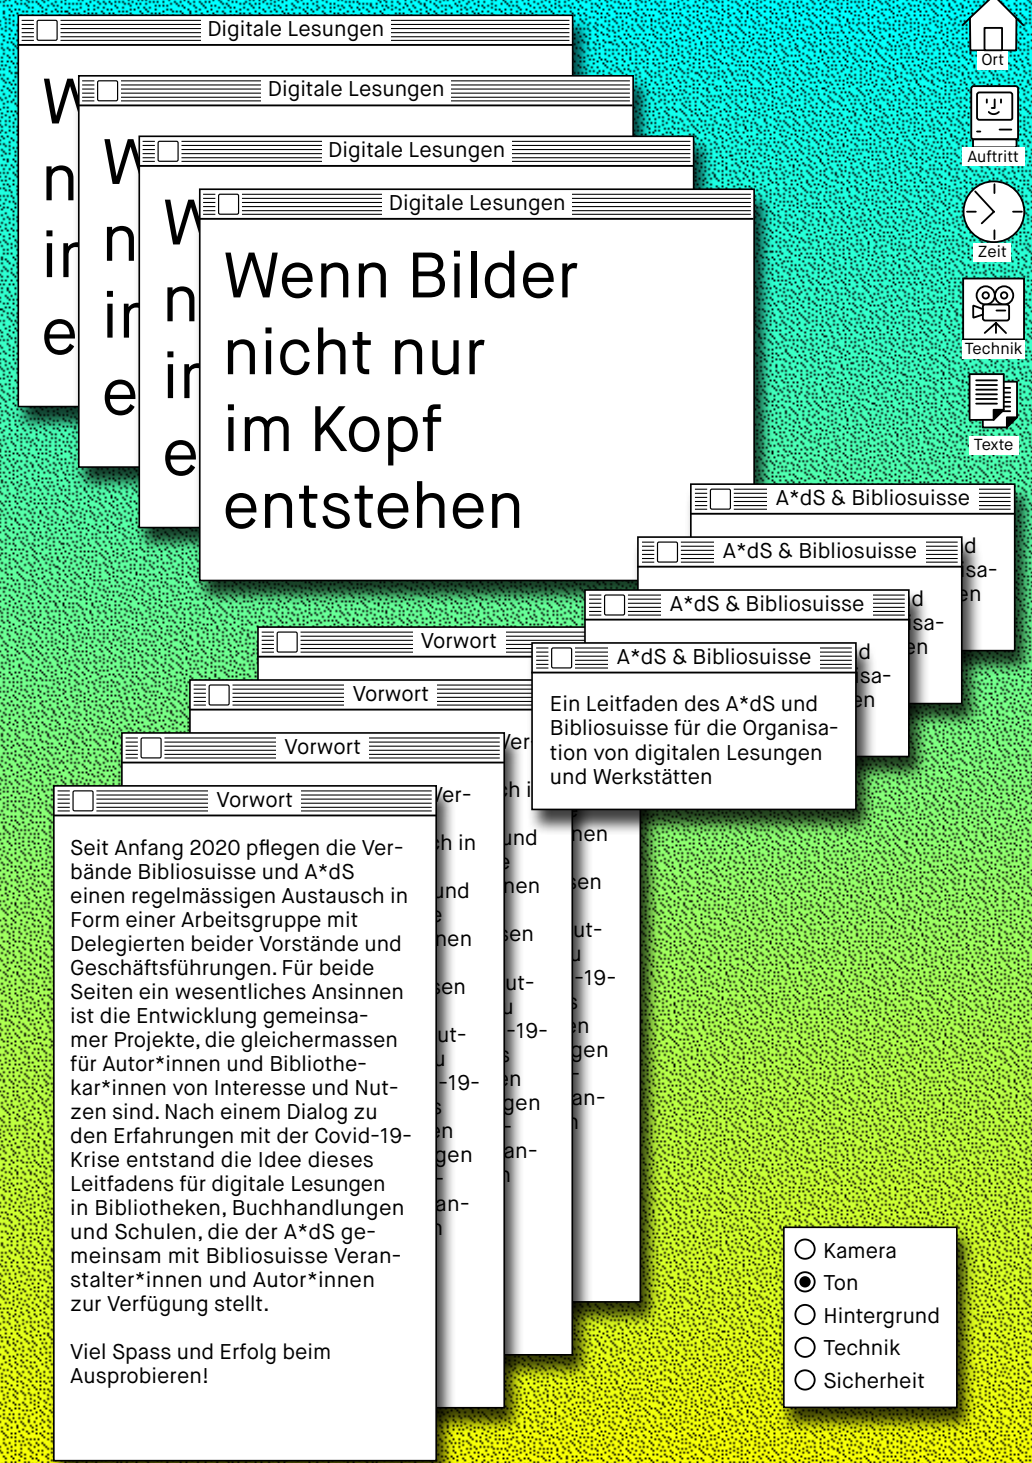 Digitale Lesungen
Digitale Lesungen
Digitale Lesungen
Digitale Lesungen
Wenn Bilder
nicht nur
im Kopf
entstehen
Ort
Auftritt
Zeit
Technik
Texte
A*dS & Bibliosuisse
A*dS & Bibliosuisse
A*dS & Bibliosuisse
A*dS & Bibliosuisse
Ein Leitfaden des A*dS und
Bibliosuisse für die Organisa-
tion von digitalen Lesungen
und Werkstätten
Vorwort
Vorwort
Vorwort
Vorwort
Seit Anfang 2020 pflegen die Ver-
bände Bibliosuisse und A*dS
einen regelmässigen Austausch in
Form einer Arbeitsgruppe mit
Delegierten beider Vorstände und
Geschäftsführungen. Für beide
Seiten ein wesentliches Ansinnen
ist die Entwicklung gemeinsa-
mer Projekte, die gleichermassen
für Autor*innen und Bibliothe-
kar*innen von Interesse und Nut-
zen sind. Nach einem Dialog zu
den Erfahrungen mit der Covid-19-
Krise entstand die Idee dieses
Leitfadens für digitale Lesungen
in Bibliotheken, Buchhandlungen
und Schulen, die der A*dS ge-
meinsam mit Bibliosuisse Veran-
stalter*innen und Autor*innen
zur Verfügung stellt.
Viel Spass und Erfolg beim
Ausprobieren!
Kamera
Ton
Hintergrund
Technik
Sicherheit